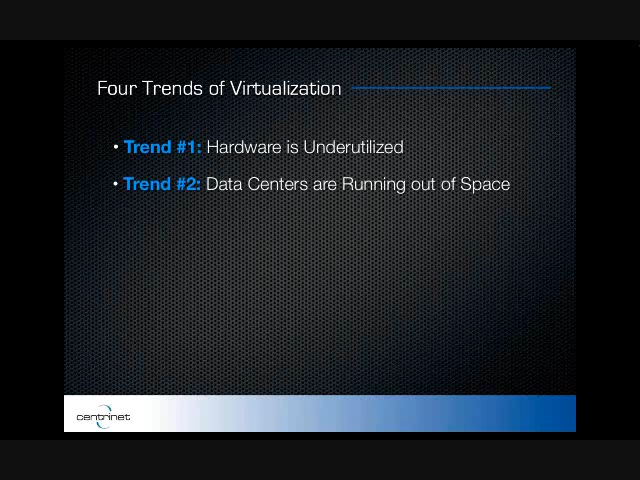 Four Trends of Virtualization
• Trend #1: Hardware is Underutilized
• Trend #2: Data Centers are Running out of Space
centrinet